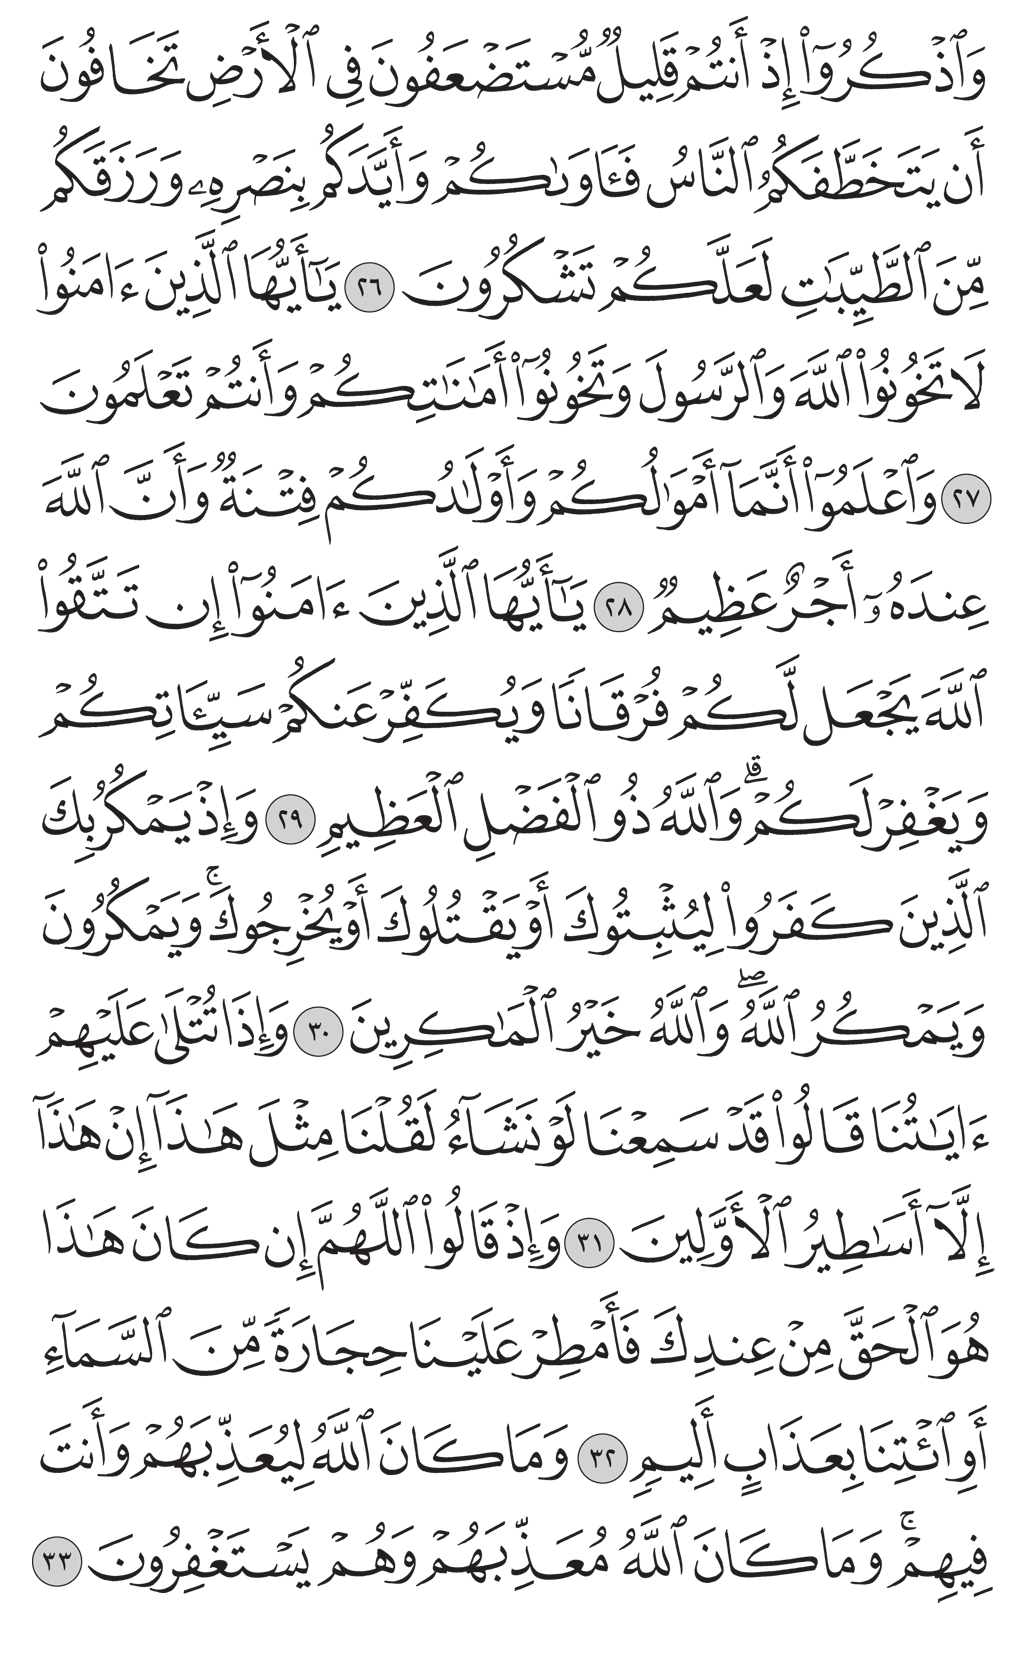 وَٱذۡكُرُوٓاْ إِذۡ أَنتُمۡ قَلِيلٞ مُّسۡتَضۡعَفُونَ فِي ٱلۡأَرۡضِ تَخَافُونَ
أَن يَتَخَطَّفَكُمُ ٱلنَّاسُ فَـَٔاوَىٰكُمۡ وَأَيَّدَكُم بِنَصۡرِهِۦ وَرَزَقَكُم
مِّنَ ٱلطَّيِّبَٰتِ لَعَلَّكُمۡ تَشۡكُرُونَ ٢٦ يَٰٓأَيُّهَا ٱلَّذِينَ ءَامَنُواْ
لَا تَخُونُواْ ٱللَّهَ وَٱلرَّسُولَ وَتَخُونُوٓاْ أَمَٰنَٰتِكُمۡ وَأَنتُمۡ تَعۡلَمُونَ
٢٧ وَٱعۡلَمُوٓاْ أَنَّمَآ أَمۡوَٰلُكُمۡ وَأَوۡلَٰدُكُمۡ فِتۡنَةٞ وَأَنَّ ٱللَّهَ
عِندَهُۥٓ أَجۡرٌ عَظِيمٞ ٢٨ يَٰٓأَيُّهَا ٱلَّذِينَ ءَامَنُوٓاْ إِن تَتَّقُواْ
ٱللَّهَ يَجۡعَل لَّكُمۡ فُرۡقَانٗا وَيُكَفِّرۡ عَنكُمۡ سَيِّـَٔاتِكُمۡ
وَيَغۡفِرۡ لَكُمۡۗ وَٱللَّهُ ذُو ٱلۡفَضۡلِ ٱلۡعَظِيمِ ٢٩ وَإِذۡ يَمۡكُرُ بِكَ
ٱلَّذِينَ كَفَرُواْ لِيُثۡبِتُوكَ أَوۡ يَقۡتُلُوكَ أَوۡ يُخۡرِجُوكَۚ وَيَمۡكُرُونَ
وَيَمۡكُرُ ٱللَّهُۖ وَٱللَّهُ خَيۡرُ ٱلۡمَٰكِرِينَ ٣٠ وَإِذَا تُتۡلَىٰ عَلَيۡهِمۡ
ءَايَٰتُنَا قَالُواْ قَدۡ سَمِعۡنَا لَوۡ نَشَآءُ لَقُلۡنَا مِثۡلَ هَٰذَآ إِنۡ هَٰذَآ
إِلَّآ أَسَٰطِيرُ ٱلۡأَوَّلِينَ ٣١ وَإِذۡ قَالُواْ ٱللَّهُمَّ إِن كَانَ هَٰذَا
هُوَ ٱلۡحَقَّ مِنۡ عِندِكَ فَأَمۡطِرۡ عَلَيۡنَا حِجَارَةٗ مِّنَ ٱلسَّمَآءِ
أَوِ ٱئۡتِنَا بِعَذَابٍ أَلِيمٖ ٣٢ وَمَا كَانَ ٱللَّهُ لِيُعَذِّبَهُمۡ وَأَنتَ
فِيهِمۡۚ وَمَا كَانَ ٱللَّهُ مُعَذِّبَهُمۡ وَهُمۡ يَسۡتَغۡفِرُونَ ٣٣